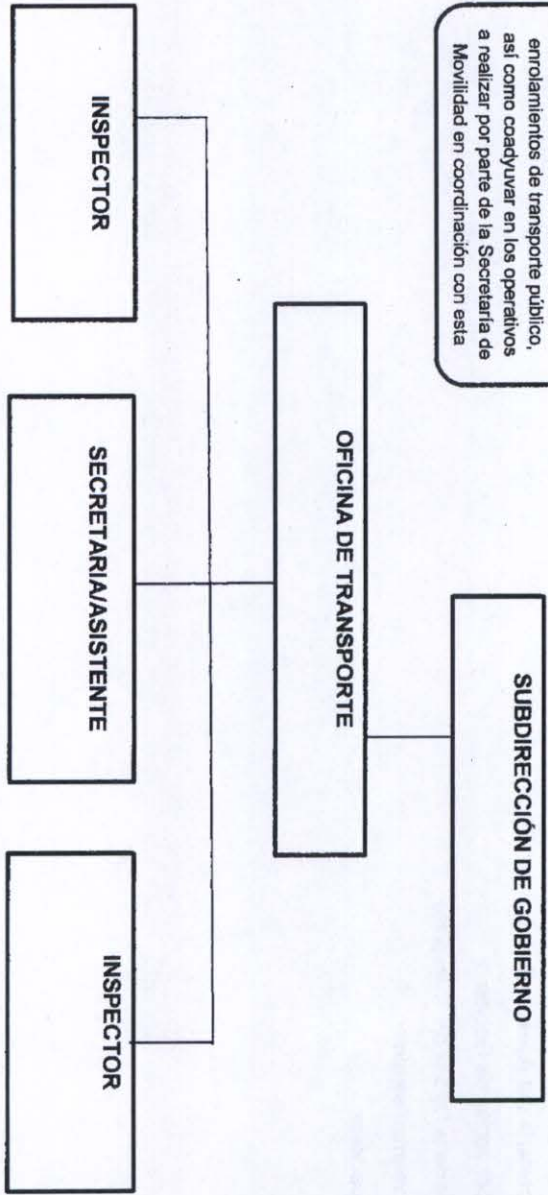 enrolamientos de transporte público,
así como coadyuvar en los operativos
a realizar por parte de la Secretaría de
Movilidad en coordinación con esta
SUBDIRECCIÓN DE GOBIERNO
OFICINA DE TRANSPORTE
INSPECTOR
SECRETARIA/ASISTENTE
INSPECTOR